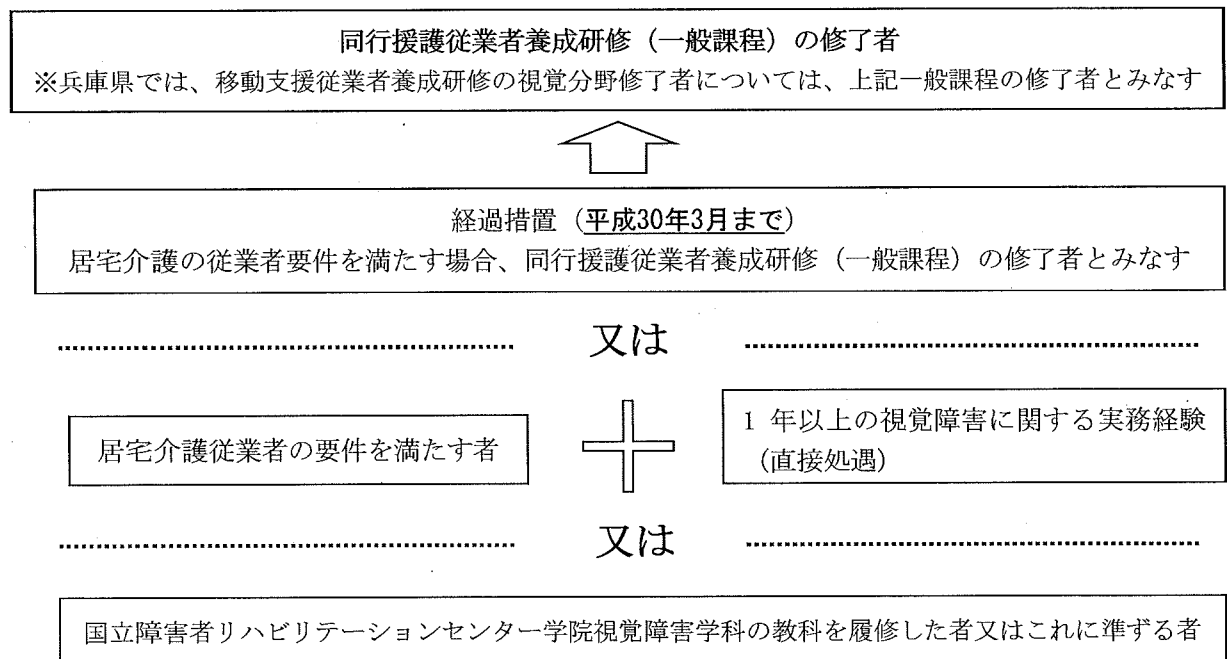 同行援護従業者養成研修（一般課程）の修了者
※兵庫県では、移動支援従業者養成研修の視覚分野修了者については、上記一般課程の修了者とみなす
経過措置（平成30年3月まで）
居宅介護の従業者要件を満たす場合、同行援護従業者養成研修（一般課程）の修了者とみなす
又は
居宅介護従業者の要件を満たす者
1 年以上の視覚障害に関する実務経験
（直接処遇）
又は
国立障害者リハビリテーションセンター学院視覚障害学科の教科を履修した者又はこれに準ずる者